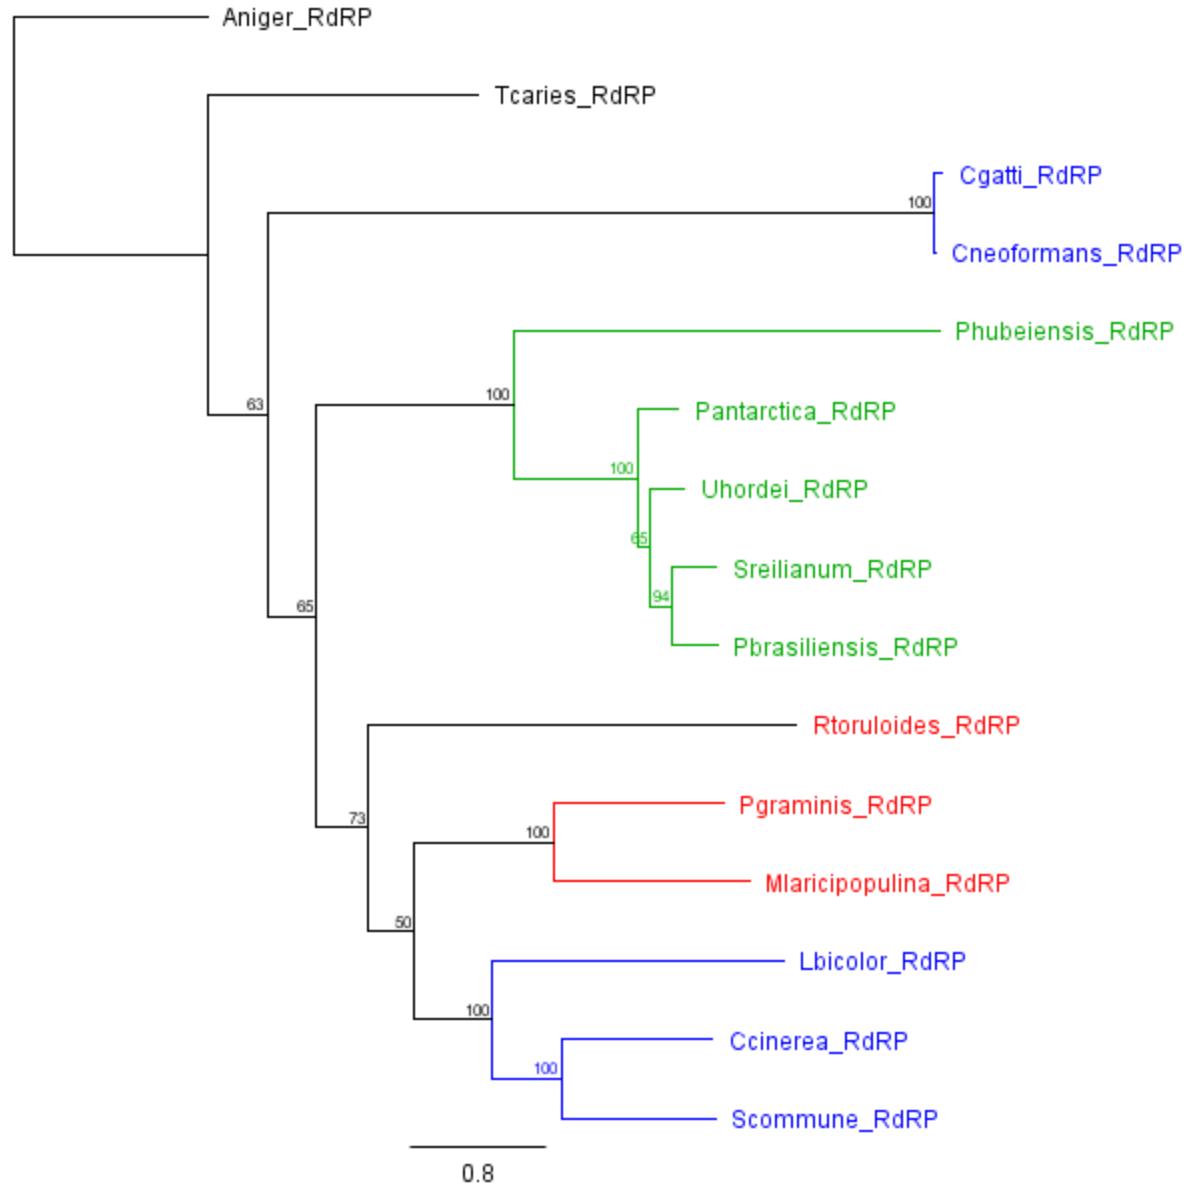 Aniger_RdRP
Tcaries_RdRP
Cgatti_RdRP
100
Cneoformans_RdRP
Phubeiensis_RdRP
100
63
Pantarctica_RdRP
100
Uhordei_RdRP
65
Sreilianum_RdRP
94
65
Pbrasiliensis_RdRP
Rtoruloides_RdRP
Pgraminis_RdRP
73
100
Mlaricipopulina_RdRP
50
Lbicolor_RdRP
100
Ccinerea_RdRP
100
Scommune_RdRP
0.8